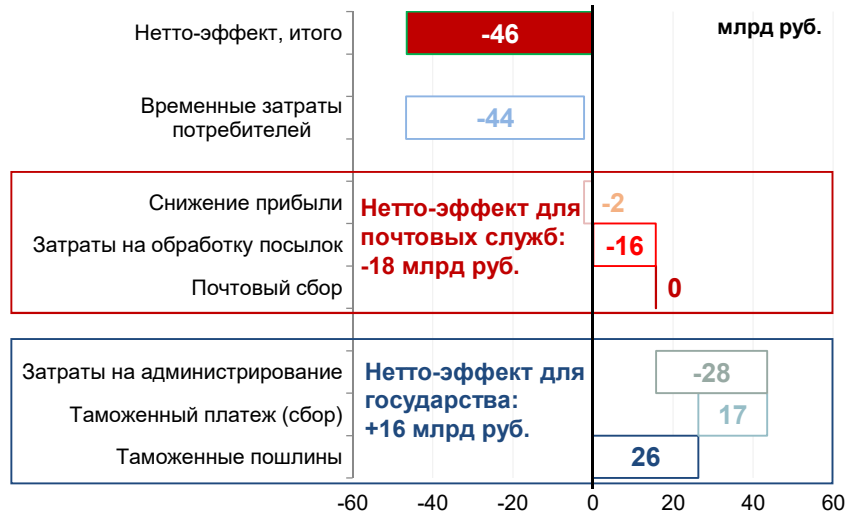 млрд руб.
Нетто-эффект, итого
-46
Временные затраты
потребителей
-44
Снижение прибыли
-2
Затраты на обработку посылок
-16
Почтовый сбор
0
Нетто-эффект для
почтовых служб:
-18 млрд руб.
Затраты на администрирование
-28
Таможенный платеж (сбор)
17
Таможенные пошлины
26
Нетто-эффект для
государства:
+16 млрд руб.
-60 -40 -20 0 20 40 60